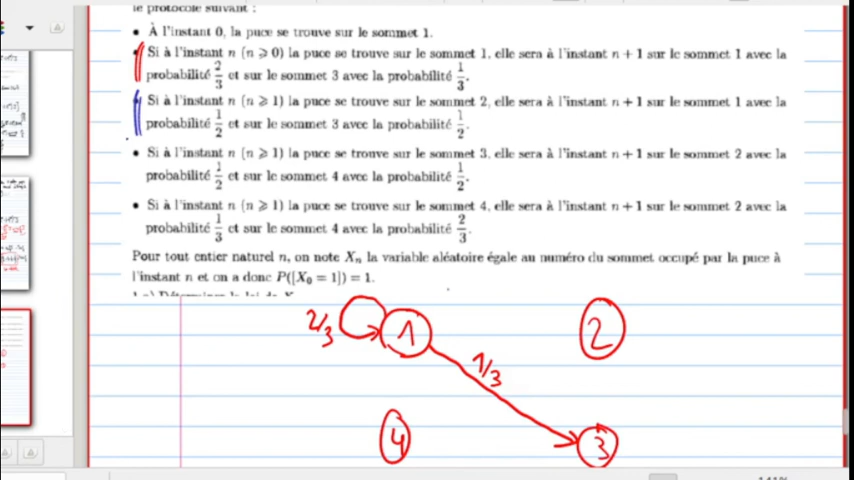 le protocole suivant :
• À l'instant 0, la puce se trouve sur le sommet 1.
• Si à l'instant n (n ⩾ 0) la puce se trouve sur le sommet 1, elle sera à l'instant n + 1 sur le sommet 1 avec la
probabilité 2/3 et sur le sommet 3 avec la probabilité 1/3.
• Si à l'instant n (n ⩾ 1) la puce se trouve sur le sommet 2, elle sera à l'instant n + 1 sur le sommet 1 avec la
probabilité 1/2 et sur le sommet 3 avec la probabilité 1/2.
• Si à l'instant n (n ⩾ 1) la puce se trouve sur le sommet 3, elle sera à l'instant n + 1 sur le sommet 2 avec la
probabilité 1/2 et sur le sommet 4 avec la probabilité 1/2.
• Si à l'instant n (n ⩾ 1) la puce se trouve sur le sommet 4, elle sera à l'instant n + 1 sur le sommet 2 avec la
probabilité 1/3 et sur le sommet 4 avec la probabilité 2/3.
Pour tout entier naturel n, on note Xn la variable aléatoire égale au numéro du sommet occupé par la puce à
l'instant n et on a donc P([X0 = 1]) = 1.
2/3
1
2
1/3
4
3